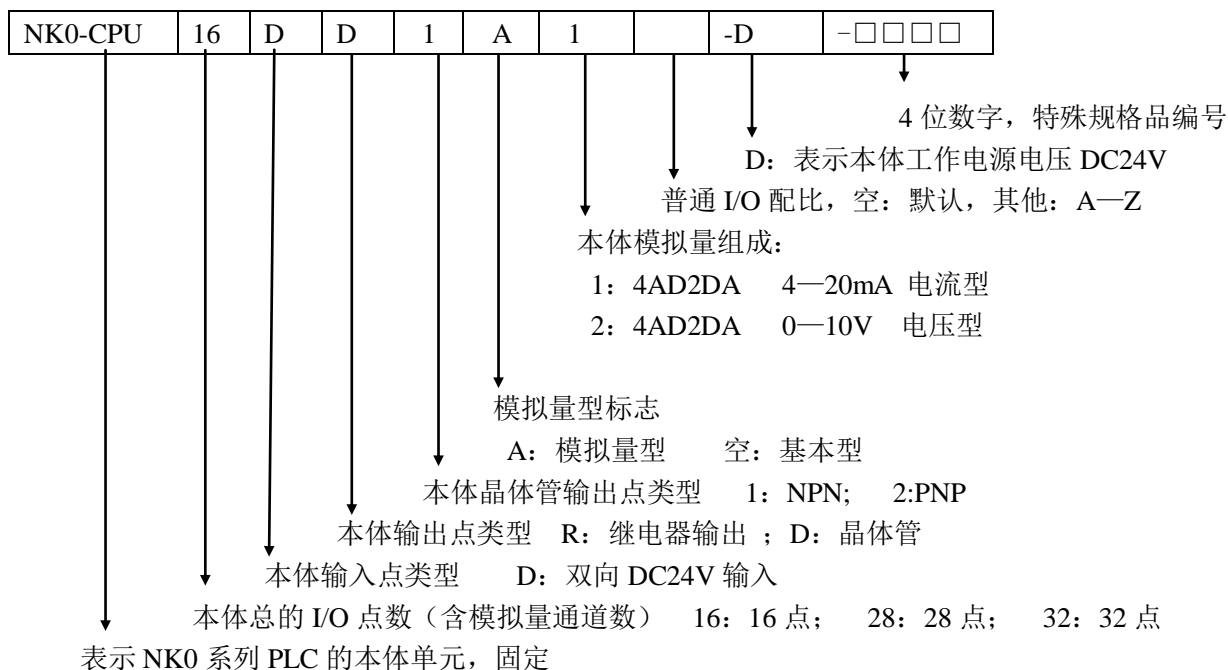 NK0-CPU 16 D D 1 A 1 -D -□□□□
4 位数字，特殊规格品编号
D：表示本体工作电源电压 DC24V
普通 I/O 配比，空：默认，其他：A—Z
本体模拟量组成：
1：4AD2DA 4—20mA 电流型
2：4AD2DA 0—10V 电压型
模拟量型标志
A：模拟量型 空：基本型
本体晶体管输出点类型 1：NPN; 2:PNP
本体输出点类型 R：继电器输出 ；D：晶体管
本体输入点类型 D：双向 DC24V 输入
本体总的 I/O 点数（含模拟量通道数） 16：16 点； 28：28 点； 32：32 点
表示 NK0 系列 PLC 的本体单元，固定